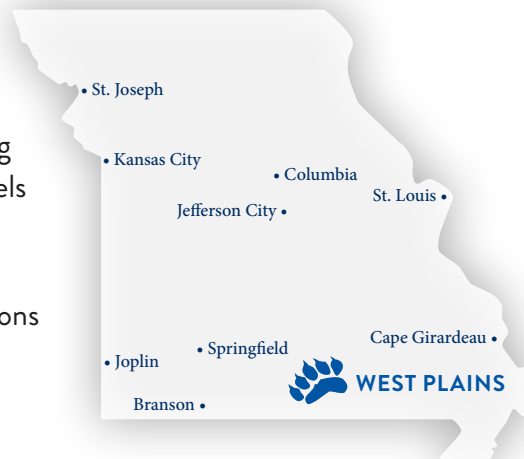 St. Joseph
g
Kansas City
els
Columbia
St. Louis
Jefferson City
ons
Cape Girardeau
Springfield
Joplin
WEST PLAINS
Branson